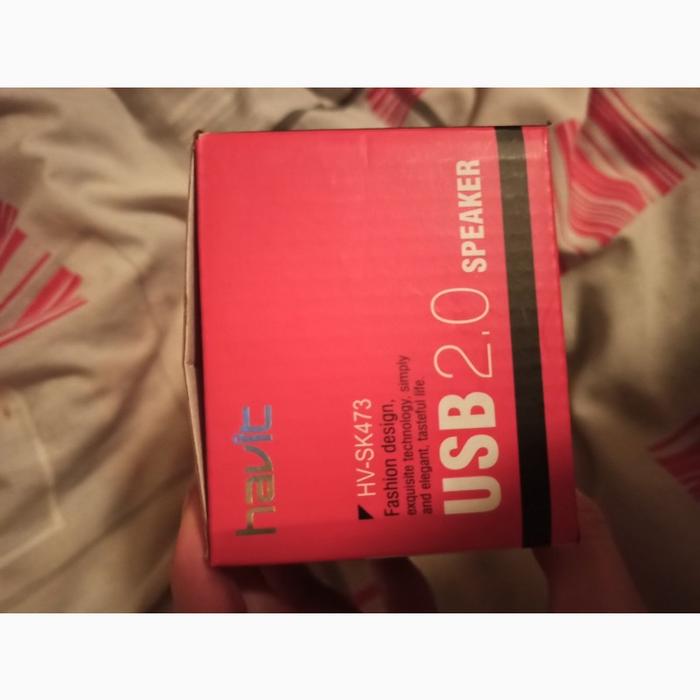 havit
HV-SK473
Fashion design,
exquisite technology, simply
and elegant, tasteful life.
USB 2.0 SPEAKER